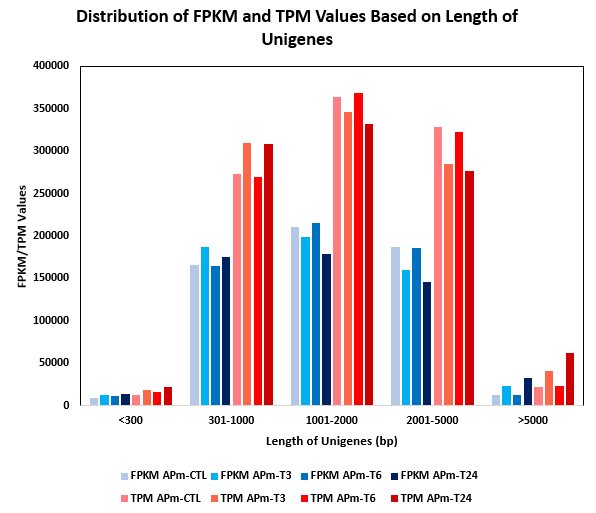 Distribution of FPKM and TPM Values Based on Length of
Unigenes
400000
350000
300000
250000
200000
150000
100000
50000
0
FPKM/TPM Values
<300 301-1000 1001-2000 2001-5000 >5000
Length of Unigenes (bp)
FPKM APm-CTL FPKM APm-T3 FPKM APm-T6 FPKM APm-T24
TPM APm-CTL TPM APm-T3 TPM APm-T6 TPM APm-T24